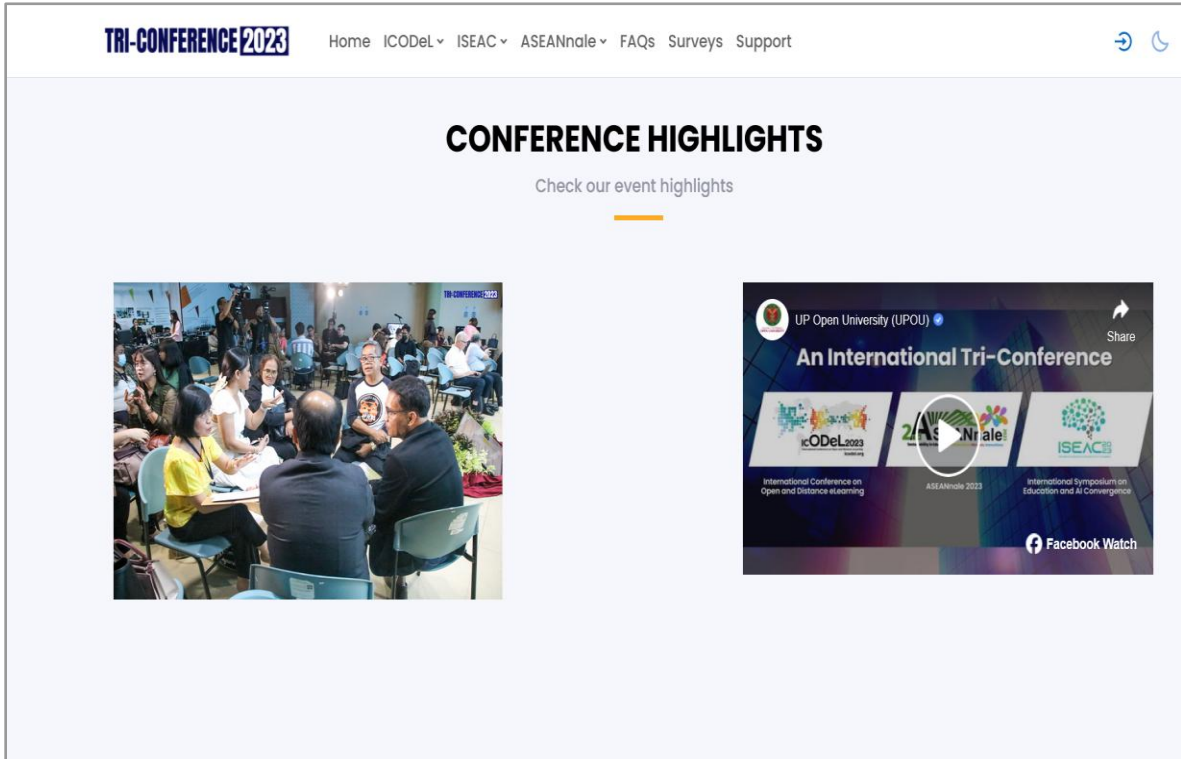 TRI-CONFERENCE 2023
Home ICODeL ISEAC ASEANnale FAQs Surveys Support
CONFERENCE HIGHLIGHTS
Check our event highlights
TRI-CONFERENCE 2023
UP Open University (UPOU)
Share
An International Tri-Conference
ICODeL2023
icodel.org
ISEAC
International Conference on
Open and Distance eLearning
ASEANnale 2023
International Symposium on
Education and AI Convergence
Facebook Watch